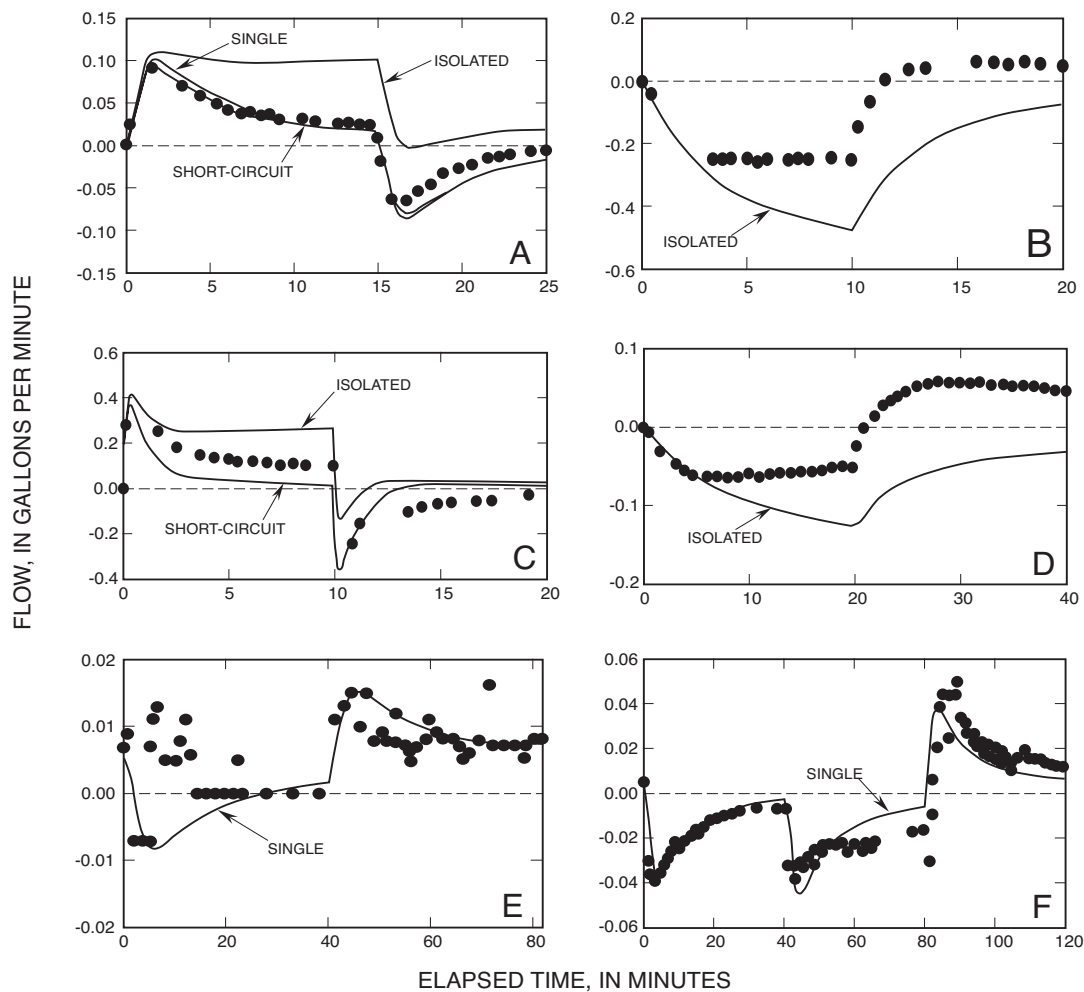 FLOW, IN GALLONS PER MINUTE
0.15
0.10
0.05
0.00
-0.05
-0.10
-0.15
0 5 10 15 20 25
SINGLE
ISOLATED
SHORT-CIRCUIT
A
0.2
0.0
-0.2
-0.4
-0.6
0 5 10 15 20
ISOLATED
B
0.6
0.4
0.2
0.0
-0.2
-0.4
0 5 10 15 20
ISOLATED
SHORT-CIRCUIT
C
0.1
0.0
-0.1
-0.2
0 10 20 30 40
ISOLATED
D
0.02
0.01
0.00
-0.01
-0.02
0 20 40 60 80
SINGLE
E
0.06
0.04
0.02
0.00
-0.02
-0.04
-0.06
0 20 40 60 80 100 120
SINGLE
F
ELAPSED TIME, IN MINUTES